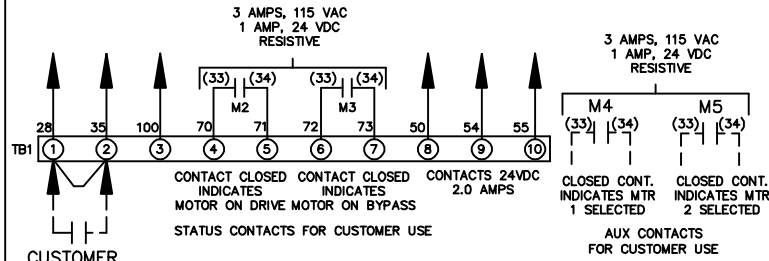 3 AMPS, 115 VAC
1 AMP, 24 VDC
RESISTIVE
3 AMPS, 115 VAC
1 AMP, 24 VDC
RESISTIVE
(33) (34) (33) (34)
M2 M3
M4 M5
(33) (34) (33) (34)
28 35 100 70 71 72 73 50 54 55
TB1 1 2 3 4 5 6 7 8 9 10
CONTACT CLOSED
INDICATES
MOTOR ON DRIVE
CONTACT CLOSED
INDICATES
MOTOR ON BYPASS
CONTACTS 24VDC
2.0 AMPS
STATUS CONTACTS FOR CUSTOMER USE
CLOSED CONT.
INDICATES MTR
1 SELECTED
CLOSED CONT.
INDICATES MTR
2 SELECTED
AUX CONTACTS
FOR CUSTOMER USE
CUSTOMER